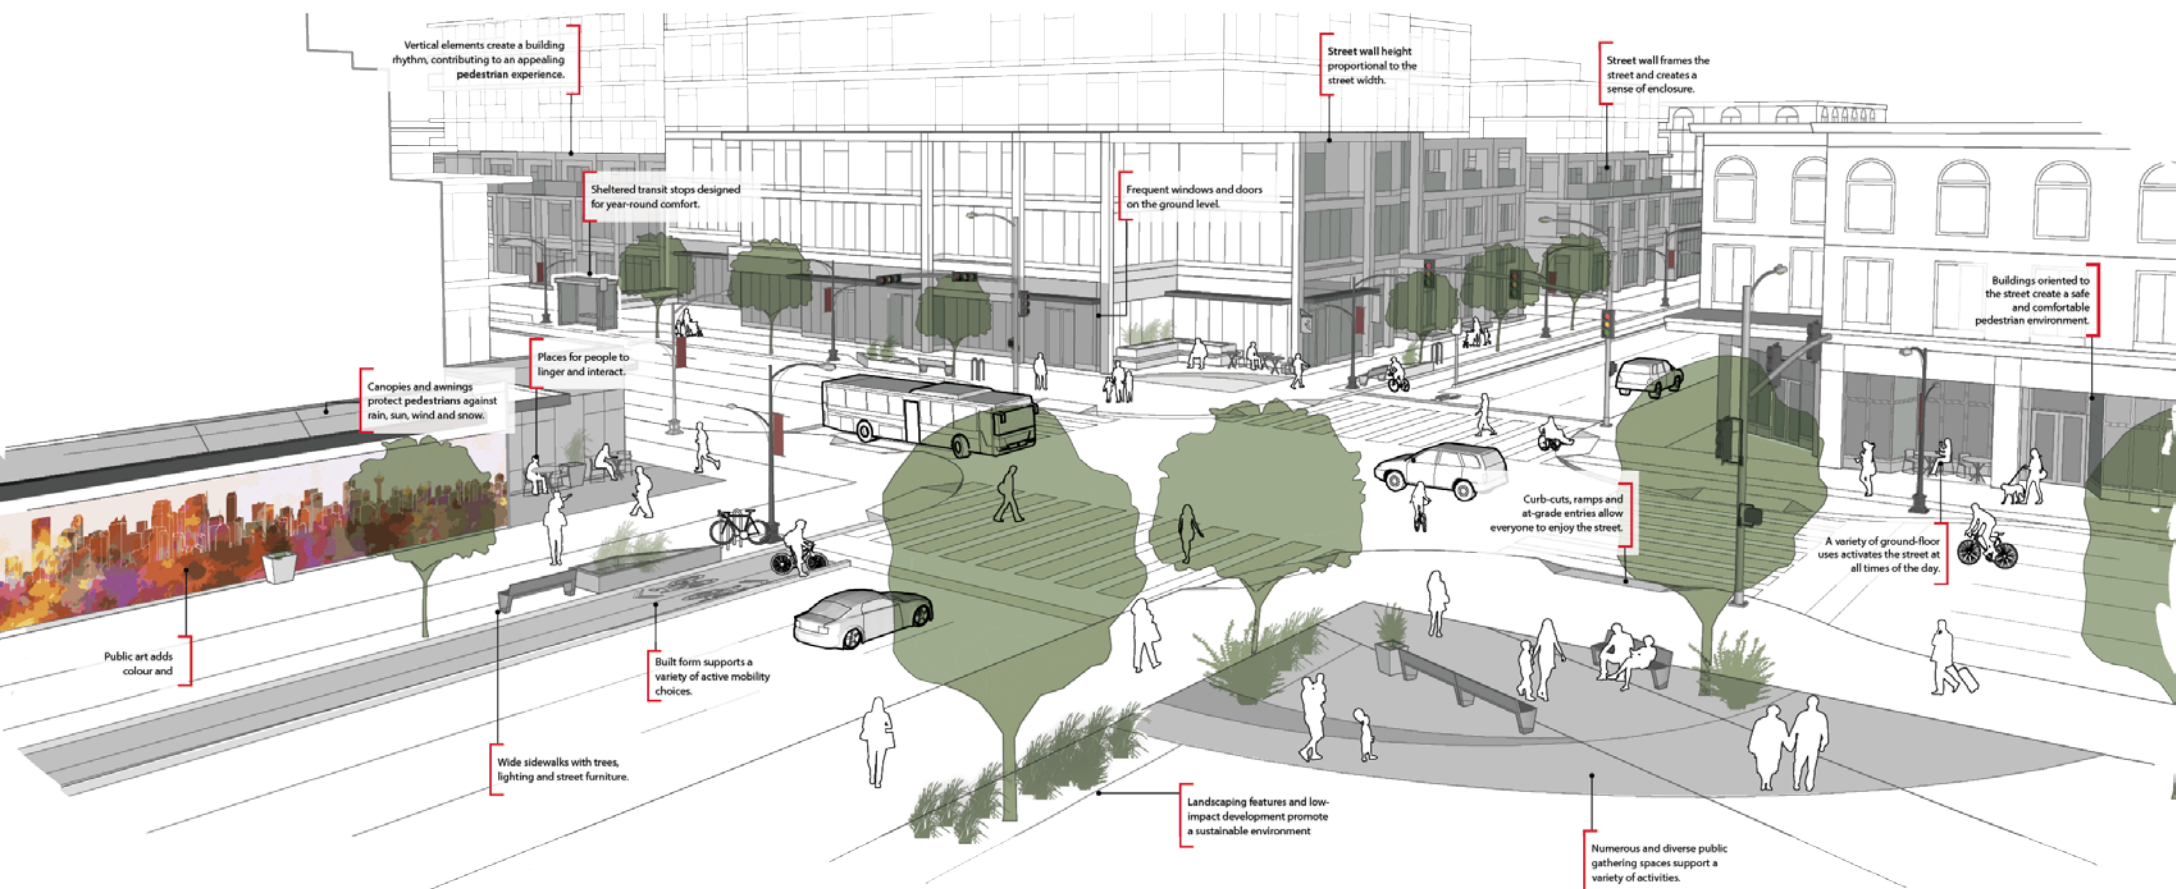 Vertical elements create a building
rhythm, contributing to an appealing
pedestrian experience.
Street wall height
proportional to the
street width.
Street wall frames the
street and creates a
sense of enclosure.
Sheltered transit stops designed
for year-round comfort.
Frequent windows and doors
on the ground level.
Buildings oriented to
the street create a safe
and comfortable
pedestrian environment.
Places for people to
linger and interact.
Canopies and awnings
protect pedestrians against
rain, sun, wind and snow.
Curb-cuts, ramps and
at-grade entries allow
everyone to enjoy the street.
A variety of ground-floor
uses activates the street at
all times of the day.
Public art adds
colour and
Built form supports a
variety of active mobility
choices.
Wide sidewalks with trees,
lighting and street furniture.
Landscaping features and low-
impact development promote
a sustainable environment
Numerous and diverse public
gathering spaces support a
variety of activities.